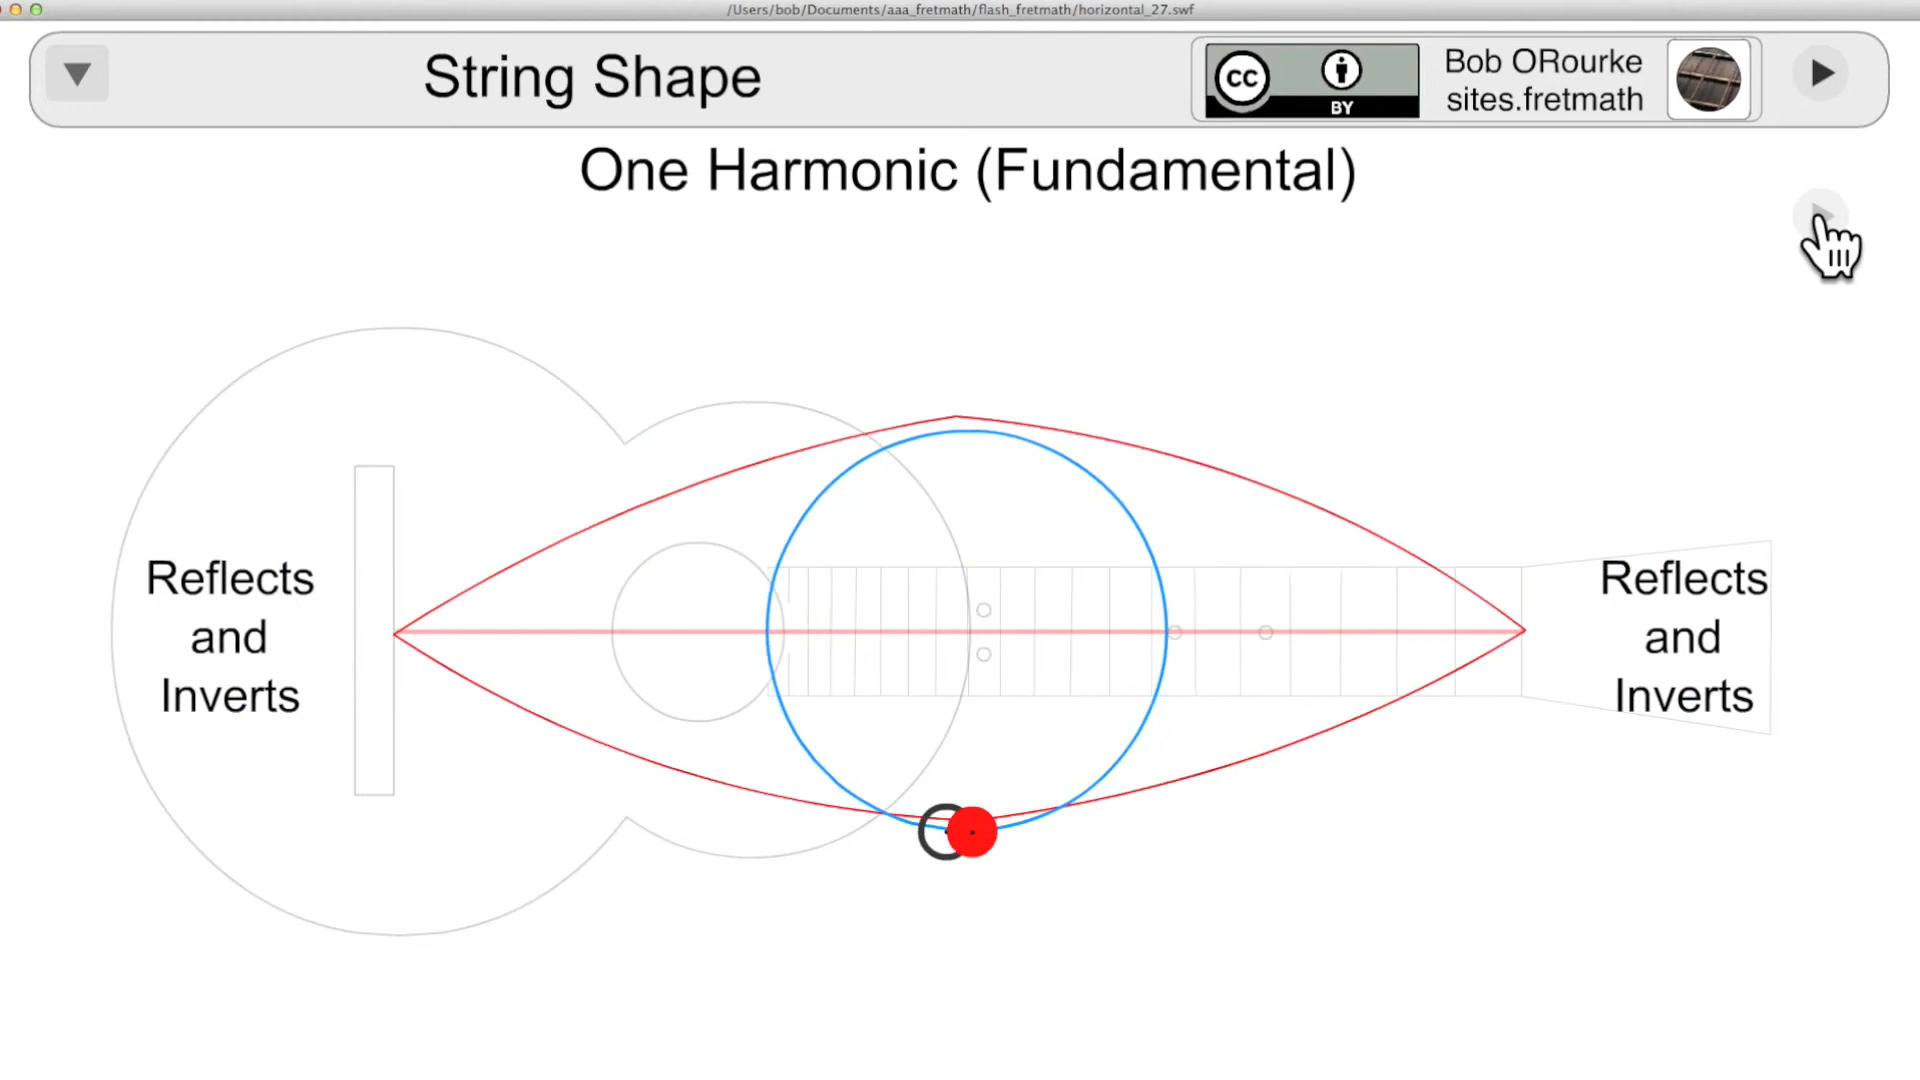 /Users/bob/Documents/aaa_fretmath/flash_fretmath/horizontal_27.swf
String Shape
cc
BY
Bob ORourke
sites.fretmath
One Harmonic (Fundamental)
Reflects
and
Inverts
Reflects
and
Inverts